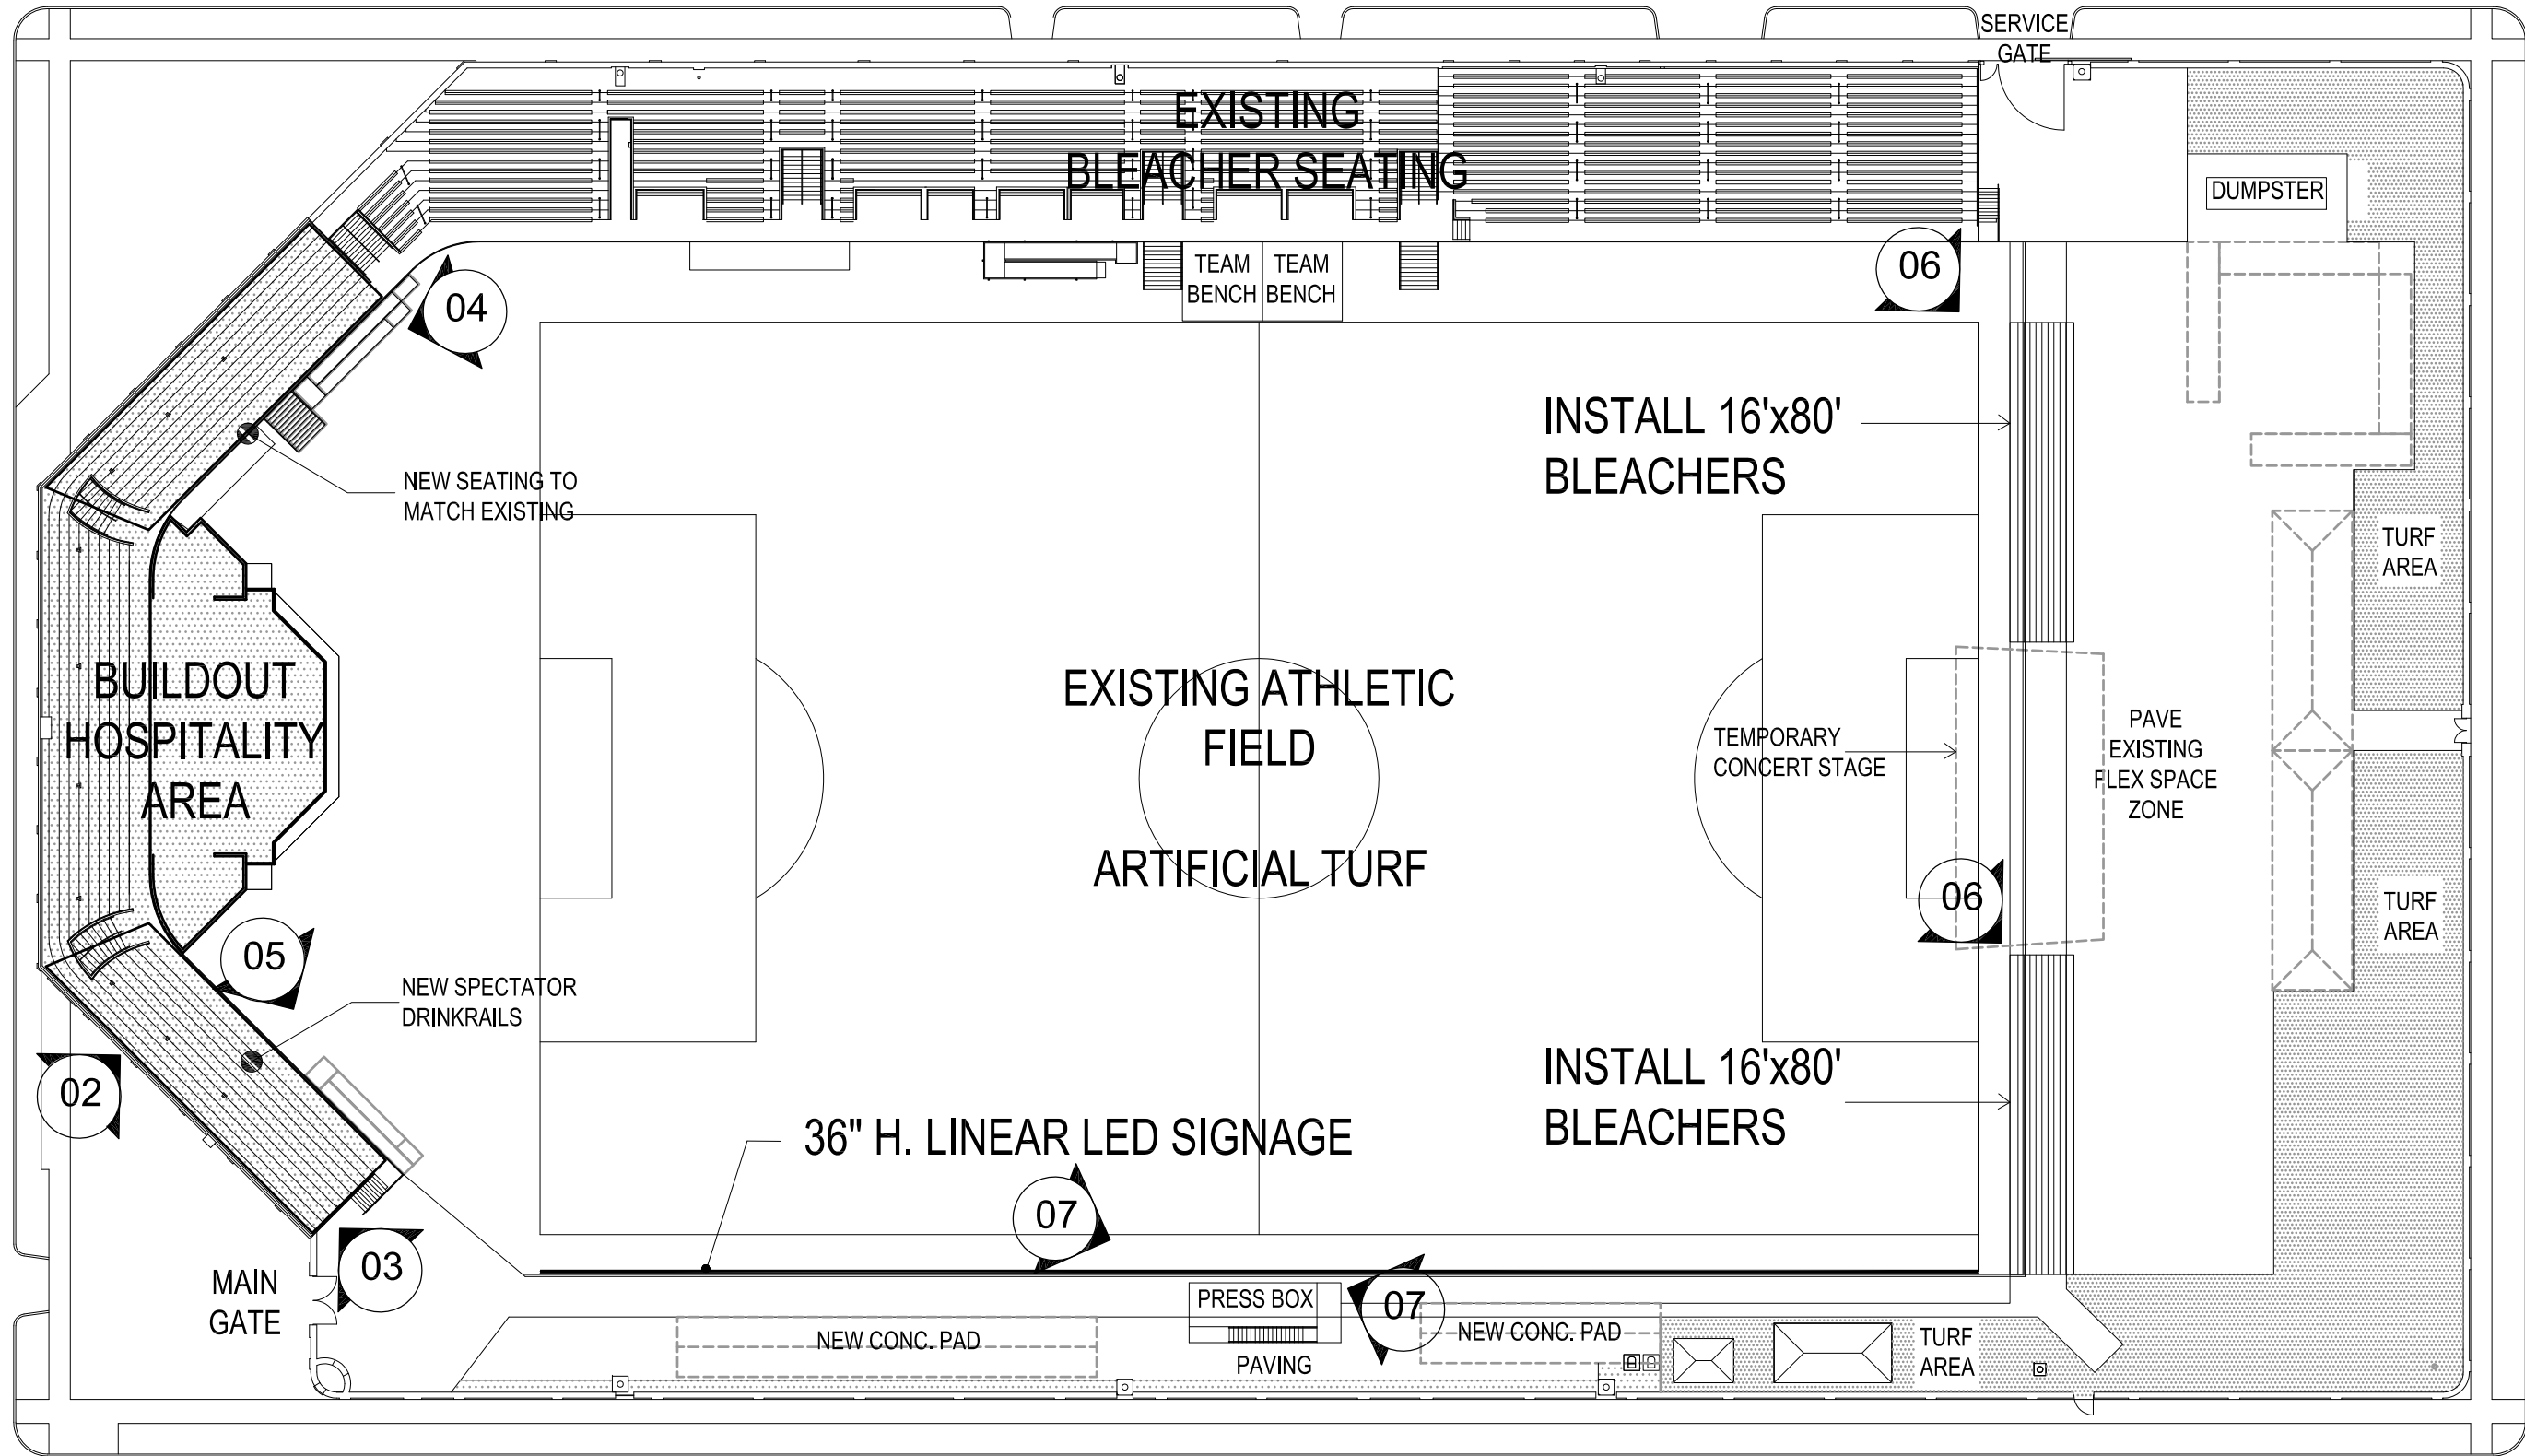 SERVICE
GATE
EXISTING
BLEACHER SEATING
DUMPSTER
TEAM
BENCH
TEAM
BENCH
06
04
INSTALL 16'x80'
BLEACHERS
NEW SEATING TO
MATCH EXISTING
TURF
AREA
BUILDOUT
HOSPITALITY
AREA
EXISTING ATHLETIC
FIELD
ARTIFICIAL TURF
TEMPORARY
CONCERT STAGE
PAVE
EXISTING
FLEX SPACE
ZONE
06
TURF
AREA
05
NEW SPECTATOR
DRINKRAILS
02
INSTALL 16'x80'
BLEACHERS
36" H. LINEAR LED SIGNAGE
07
03
MAIN
GATE
PRESS BOX
07
NEW CONC. PAD
NEW CONC. PAD
PAVING
TURF
AREA